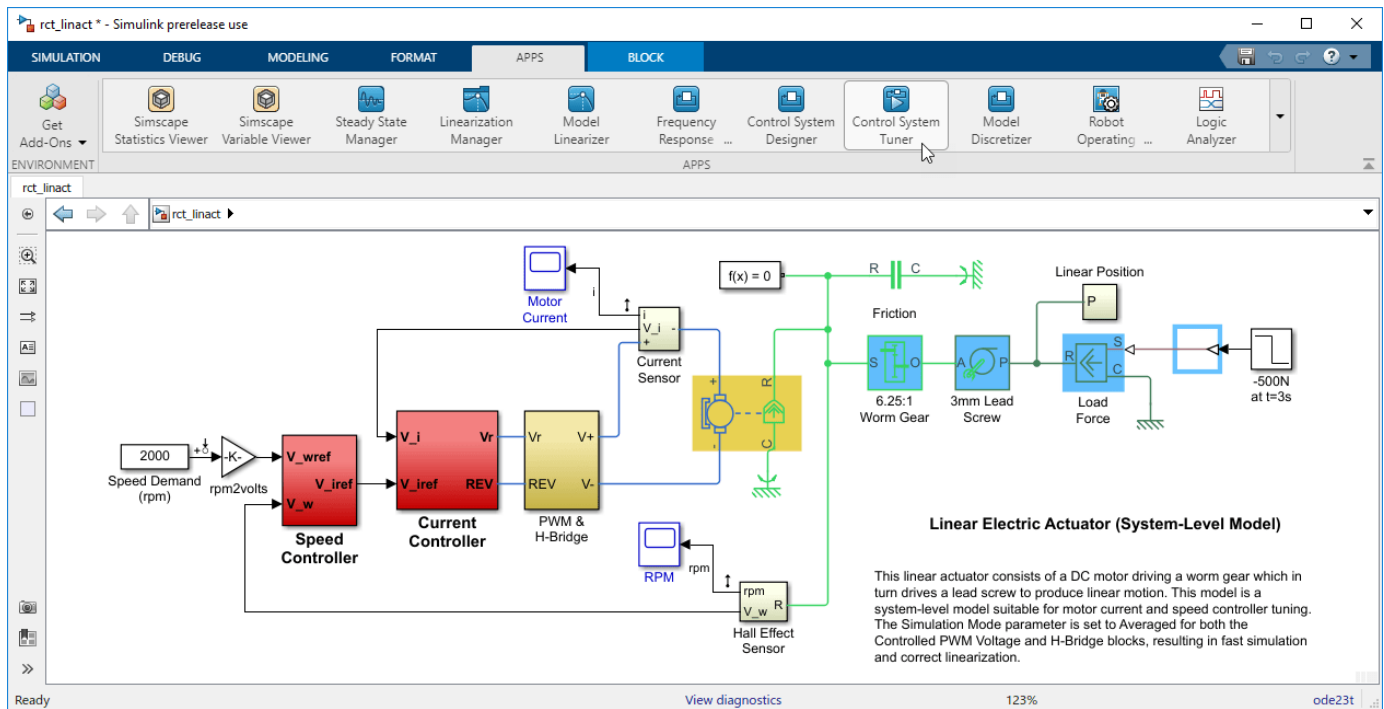 rct_linact * - Simulink prerelease use
SIMULATION DEBUG MODELING FORMAT APPS BLOCK
Get Add-Ons
Simscape Statistics Viewer
Simscape Variable Viewer
Steady State Manager
Linearization Manager
Model Linearizer
Frequency Response ...
Control System Designer
Control System Tuner
Model Discretizer
Robot Operating ...
Logic Analyzer
ENVIRONMENT
APPS
rct_linact
rct_linact
Motor
Current
i
i
V_i -
+
Current
Sensor
f(x) = 0
R C
Friction
Linear Position
P
S O
6.25:1
Worm Gear
A P
3mm Lead
Screw
R S
C
Load
Force
-500N
at t=3s
+ R
- C
2000
Speed Demand
(rpm)
-K-
rpm2volts
V_wref
V_iref
V_w
Speed
Controller
V_i Vr
V_iref REV
Current
Controller
Vr V+
REV V-
PWM &
H-Bridge
RPM
rpm
rpm
V_w R
Hall Effect
Sensor
Linear Electric Actuator (System-Level Model)
This linear actuator consists of a DC motor driving a worm gear which in
turn drives a lead screw to produce linear motion. This model is a
system-level model suitable for motor current and speed controller tuning.
The Simulation Mode parameter is set to Averaged for both the
Controlled PWM Voltage and H-Bridge blocks, resulting in fast simulation
and correct linearization.
Ready View diagnostics 123% ode23t